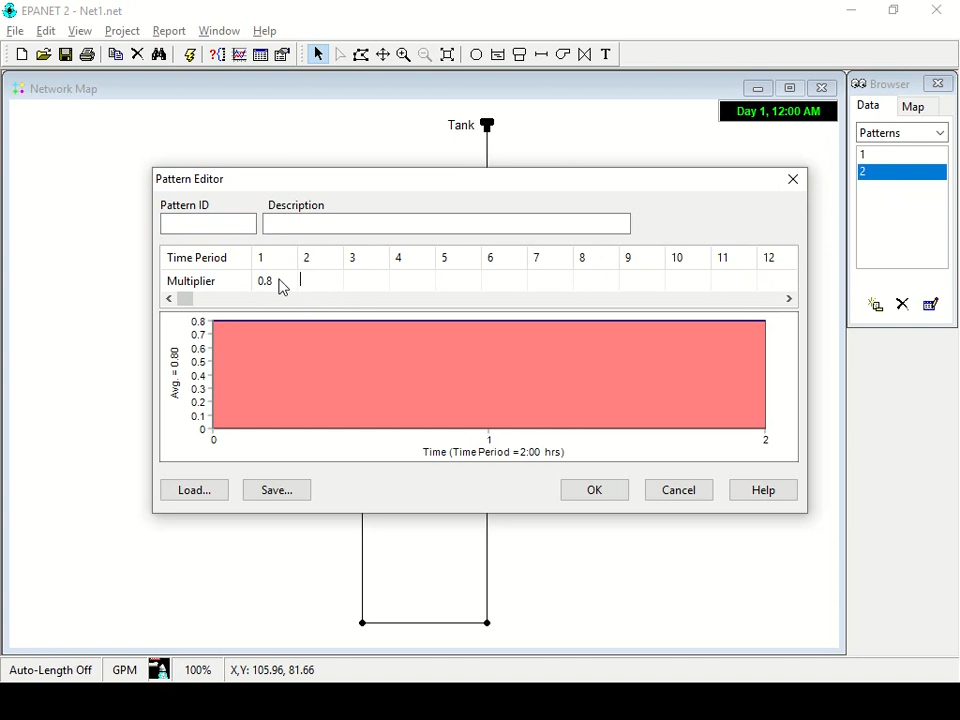 EPANET 2 - Net1.net
File Edit View Project Report Window Help
T
Network Map
Day 1, 12:00 AM
Browser
Data Map
Patterns
1
2
Tank
Pattern Editor
Pattern ID Description
Time Period 1 2 3 4 5 6 7 8 9 10 11 12
Multiplier 0.8
0.8
0.7
0.6
0.5
0.4
0.3
0.2
0.1
0
Avg. = 0.80
0 1 2
Time (Time Period = 2:00 hrs)
Load... Save... OK Cancel Help
Auto-Length Off GPM 100% X,Y: 105.96, 81.66